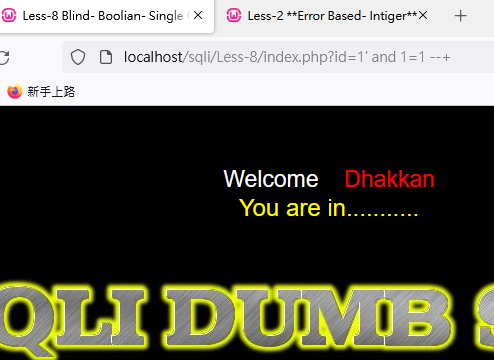 Less-8 Blind- Boolian- Single
Less-2 **Error Based- Intiger**
localhost/sqli/Less-8/index.php?id=1' and 1=1 --+
新手上路
Welcome Dhakkan
You are in...........
QLI DUMB S